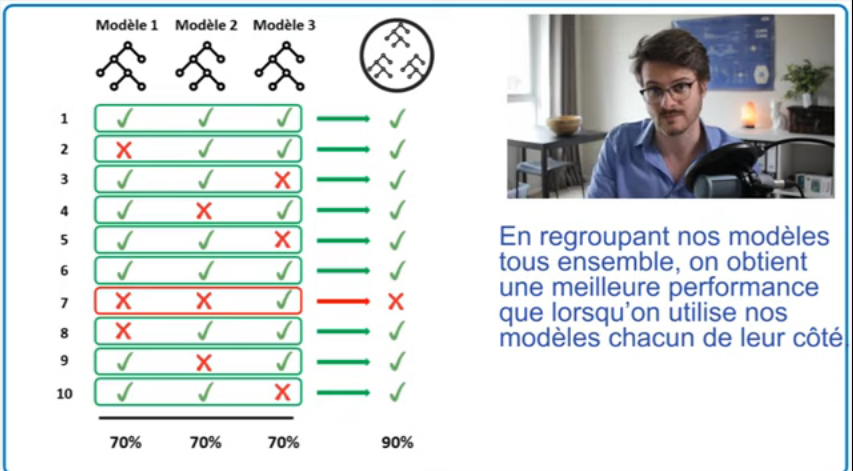 Modèle 1 Modèle 2 Modèle 3
1
2
3
4
5
6
7
8
9
10
70% 70% 70% 90%
En regroupant nos modèles
tous ensemble, on obtient
une meilleure performance
que lorsqu'on utilise nos
modèles chacun de leur côté.